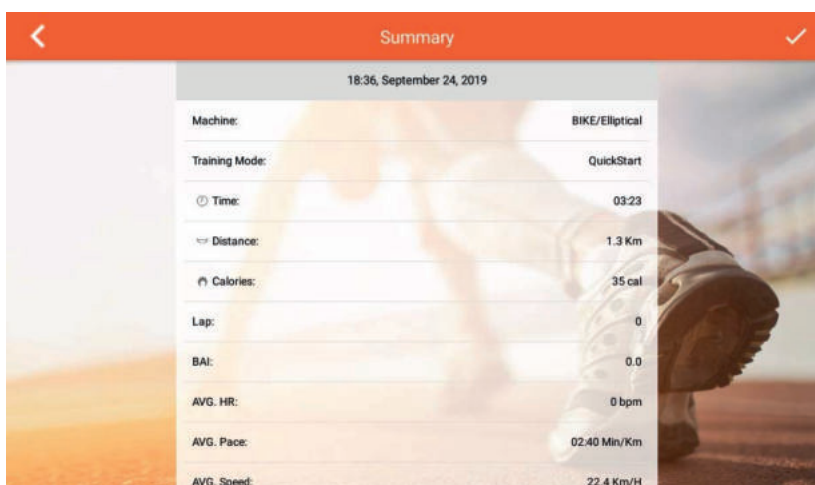 Summary
18:36, September 24, 2019
Machine: BIKE/Elliptical
Training Mode: QuickStart
Time: 03:23
Distance: 1.3 Km
Calories: 35 cal
Lap: 0
BAI: 0.0
AVG. HR: 0 bpm
AVG. Pace: 02:40 Min/Km
AVG. Speed: 22.4 Km/H